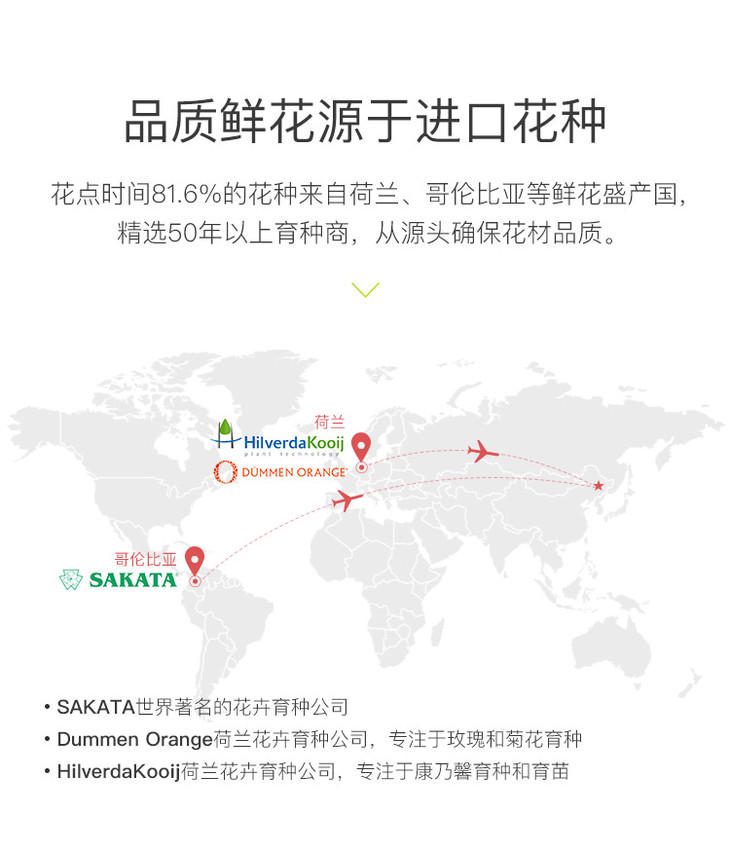 品质鲜花源于进口花种
花点时间81.6%的花种来自荷兰、哥伦比亚等鲜花盛产国，
精选50年以上育种商，从源头确保花材品质。
荷兰
HilverdaKooij
plant technology
DÜMMEN ORANGE
哥伦比亚
SAKATA
• SAKATA世界著名的花卉育种公司
• Dummen Orange荷兰花卉育种公司，专注于玫瑰和菊花育种
• HilverdaKooij荷兰花卉育种公司，专注于康乃馨育种和育苗